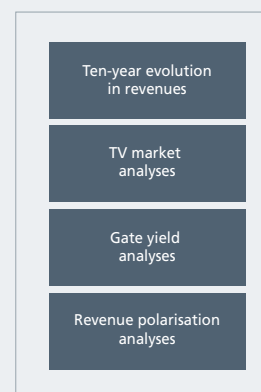 Ten-year evolution
in revenues
TV market
analyses
Gate yield
analyses
Revenue polarisation
analyses